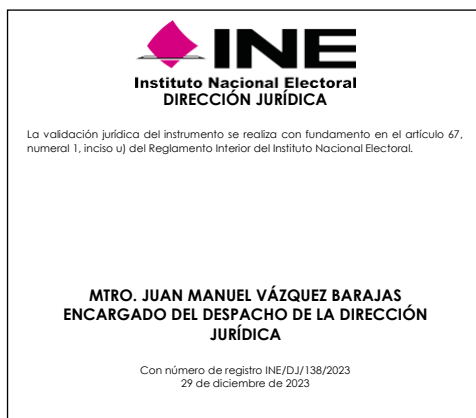 INE
Instituto Nacional Electoral
DIRECCIÓN JURÍDICA
La validación jurídica del instrumento se realiza con fundamento en el artículo 67,
numeral 1, inciso u) del Reglamento Interior del Instituto Nacional Electoral.
MTRO. JUAN MANUEL VÁZQUEZ BARAJAS
ENCARGADO DEL DESPACHO DE LA DIRECCIÓN
JURÍDICA
Con número de registro INE/DJ/138/2023
29 de diciembre de 2023